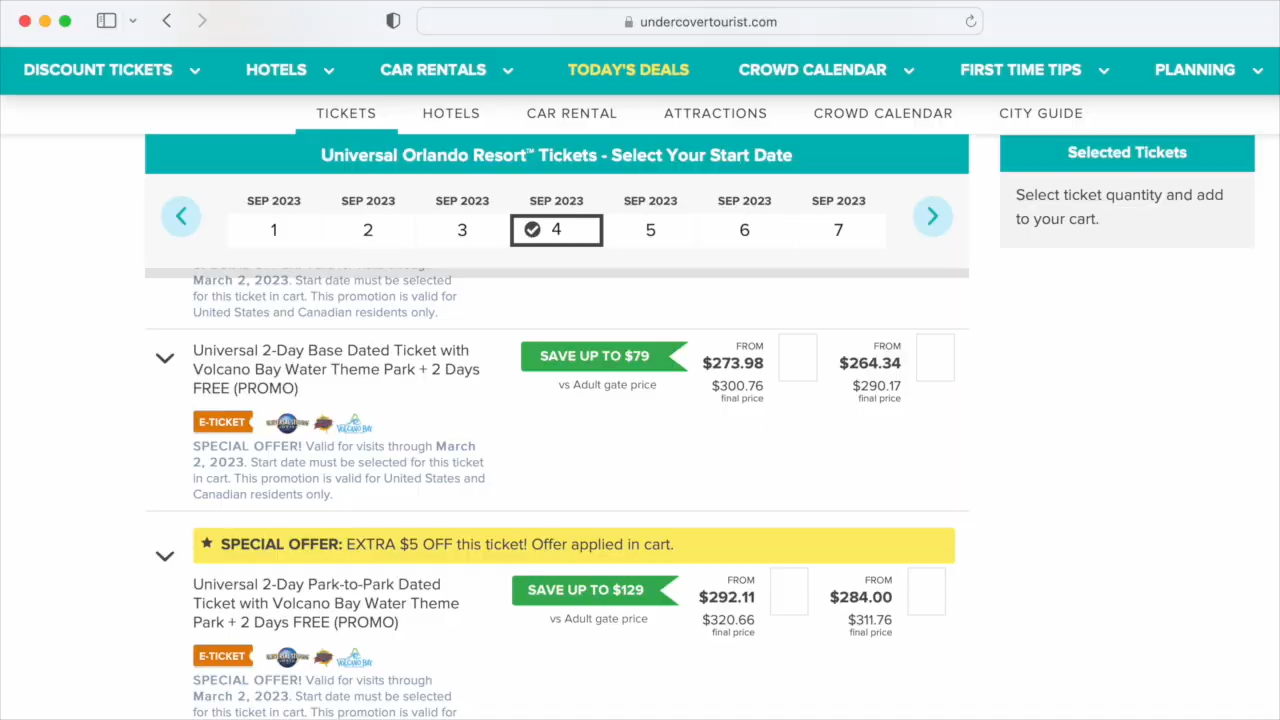 undercovertourist.com
DISCOUNT TICKETS HOTELS CAR RENTALS TODAY'S DEALS CROWD CALENDAR FIRST TIME TIPS PLANNING
TICKETS HOTELS CAR RENTAL ATTRACTIONS CROWD CALENDAR CITY GUIDE
Universal Orlando Resort™ Tickets - Select Your Start Date
SEP 2023 SEP 2023 SEP 2023 SEP 2023 SEP 2023 SEP 2023 SEP 2023
1 2 3 4 5 6 7
Selected Tickets
Select ticket quantity and add
to your cart.
March 2, 2023. Start date must be selected
for this ticket in cart. This promotion is valid for
United States and Canadian residents only.
Universal 2-Day Base Dated Ticket with
Volcano Bay Water Theme Park + 2 Days
FREE (PROMO)
SAVE UP TO $79
vs Adult gate price
FROM
$273.98
$300.76
final price
FROM
$264.34
$290.17
final price
E-TICKET
VOLCANO BAY
SPECIAL OFFER! Valid for visits through March
2, 2023. Start date must be selected for this ticket
in cart. This promotion is valid for United States and
Canadian residents only.
SPECIAL OFFER: EXTRA $5 OFF this ticket! Offer applied in cart.
Universal 2-Day Park-to-Park Dated
Ticket with Volcano Bay Water Theme
Park + 2 Days FREE (PROMO)
SAVE UP TO $129
vs Adult gate price
FROM
$292.11
$320.66
final price
FROM
$284.00
$311.76
final price
E-TICKET
VOLCANO BAY
SPECIAL OFFER! Valid for visits through
March 2, 2023. Start date must be selected
for this ticket in cart. This promotion is valid for